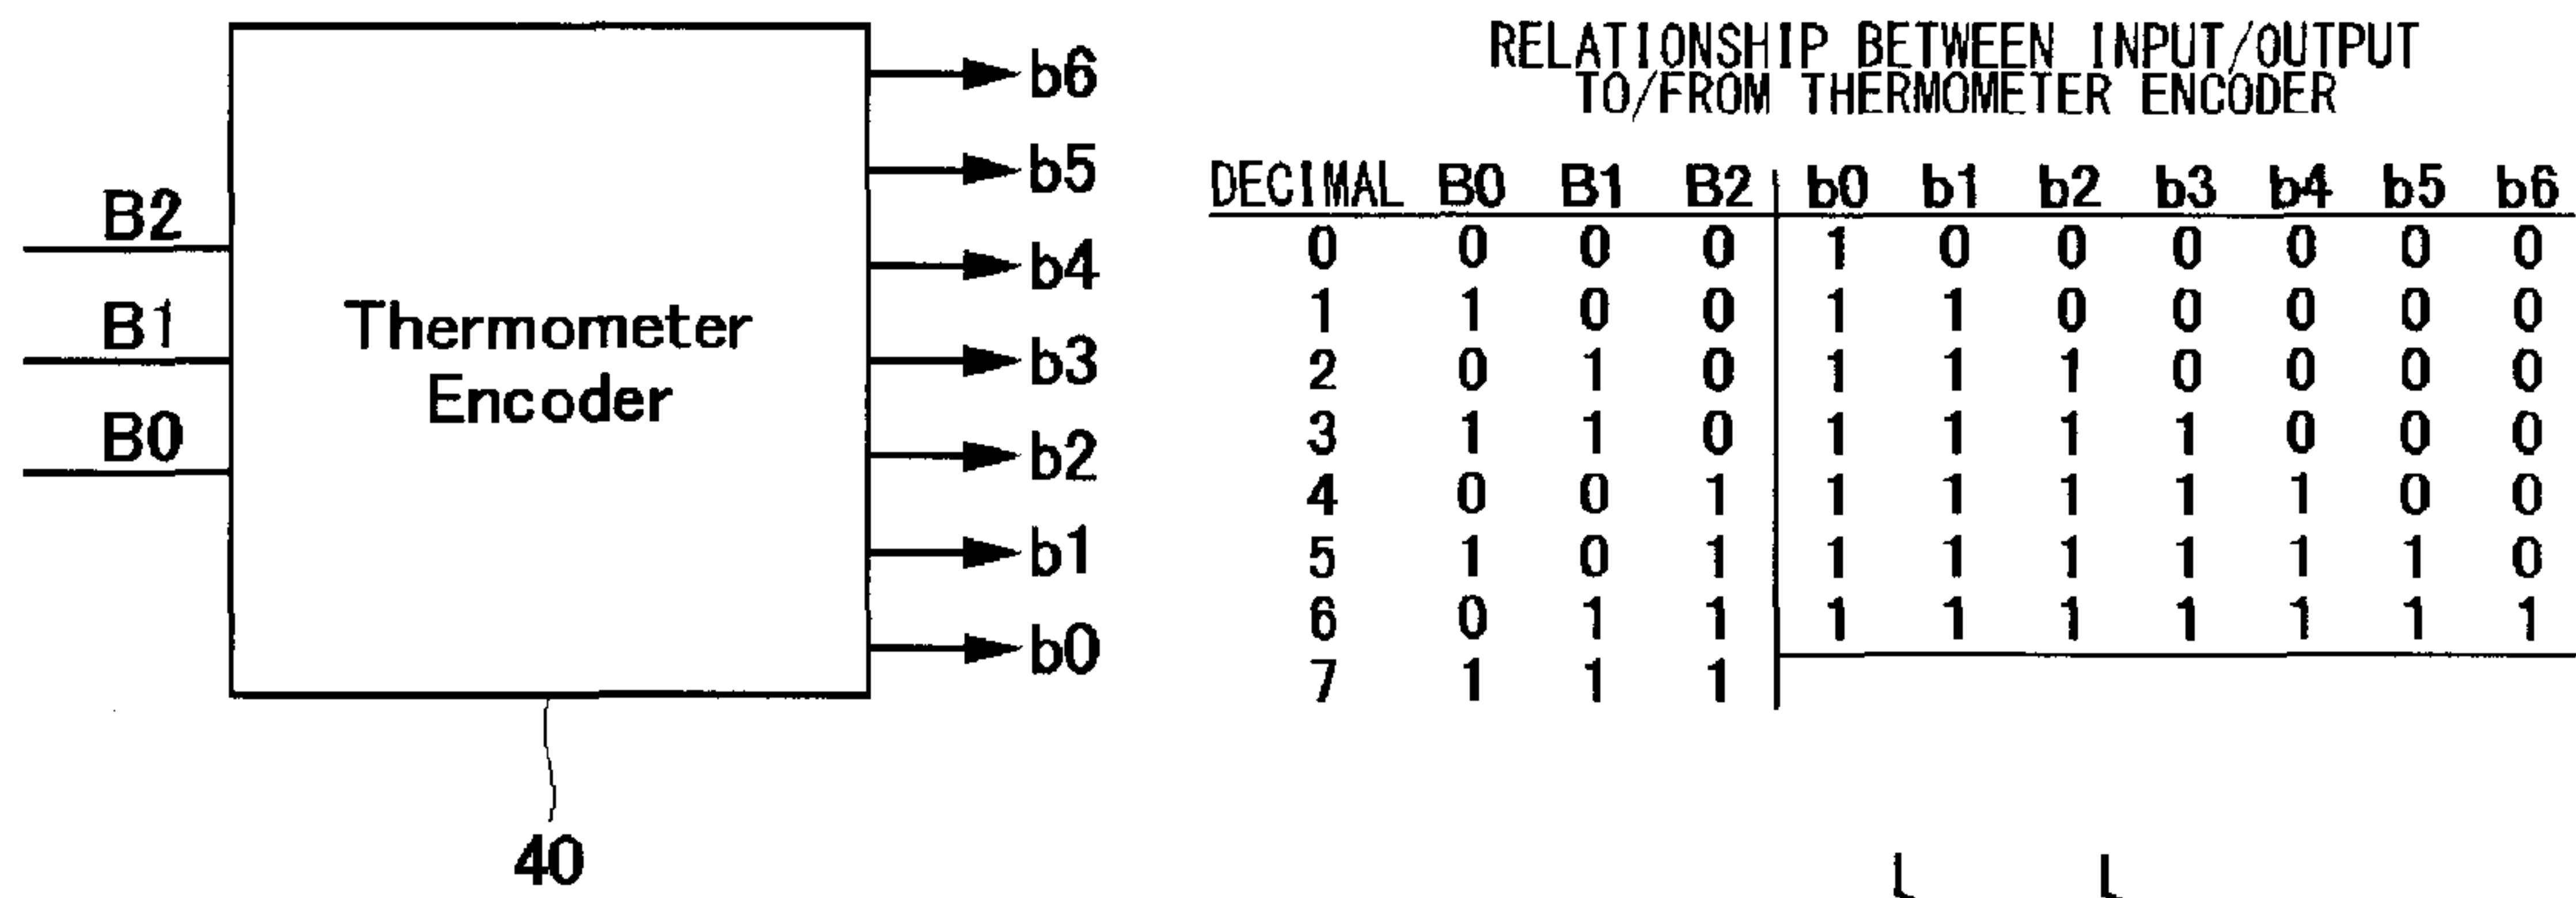 b6
b5
B2
b4
B1
Thermometer
b3
Encoder
B0
b2
b1
b0
40
RELATIONSHIP BETWEEN INPUT/OUTPUT
TO/FROM THERMOMETER ENCODER
DECIMAL B0 B1 B2 b0 b1 b2 b3 b4 b5 b6
0 0 0 0 1 0 0 0 0 0 0
1 1 0 0 1 1 0 0 0 0 0
2 0 1 0 1 1 1 0 0 0 0
3 1 1 0 1 1 1 1 0 0 0
4 0 0 1 1 1 1 1 1 0 0
5 1 0 1 1 1 1 1 1 1 0
6 0 1 1 1 1 1 1 1 1 1
7 1 1 1